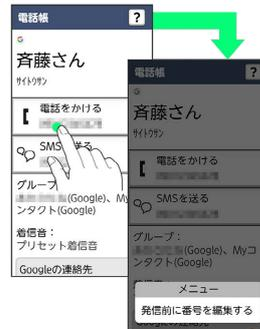 電話帳 ?
斉藤さん
サイトウサン
電話をかける
SMS 送る
グループ
(Google)、Myコ
ンタクト(Google)
着信音：
プリセット着信音
Googleの連絡先
電話帳 ?
斉藤さん
サイトウサン
電話をかける
SMSを送る
グループ：
(Google)、Myコ
ンタクト(Google)
メニュー
発信前に番号を編集する